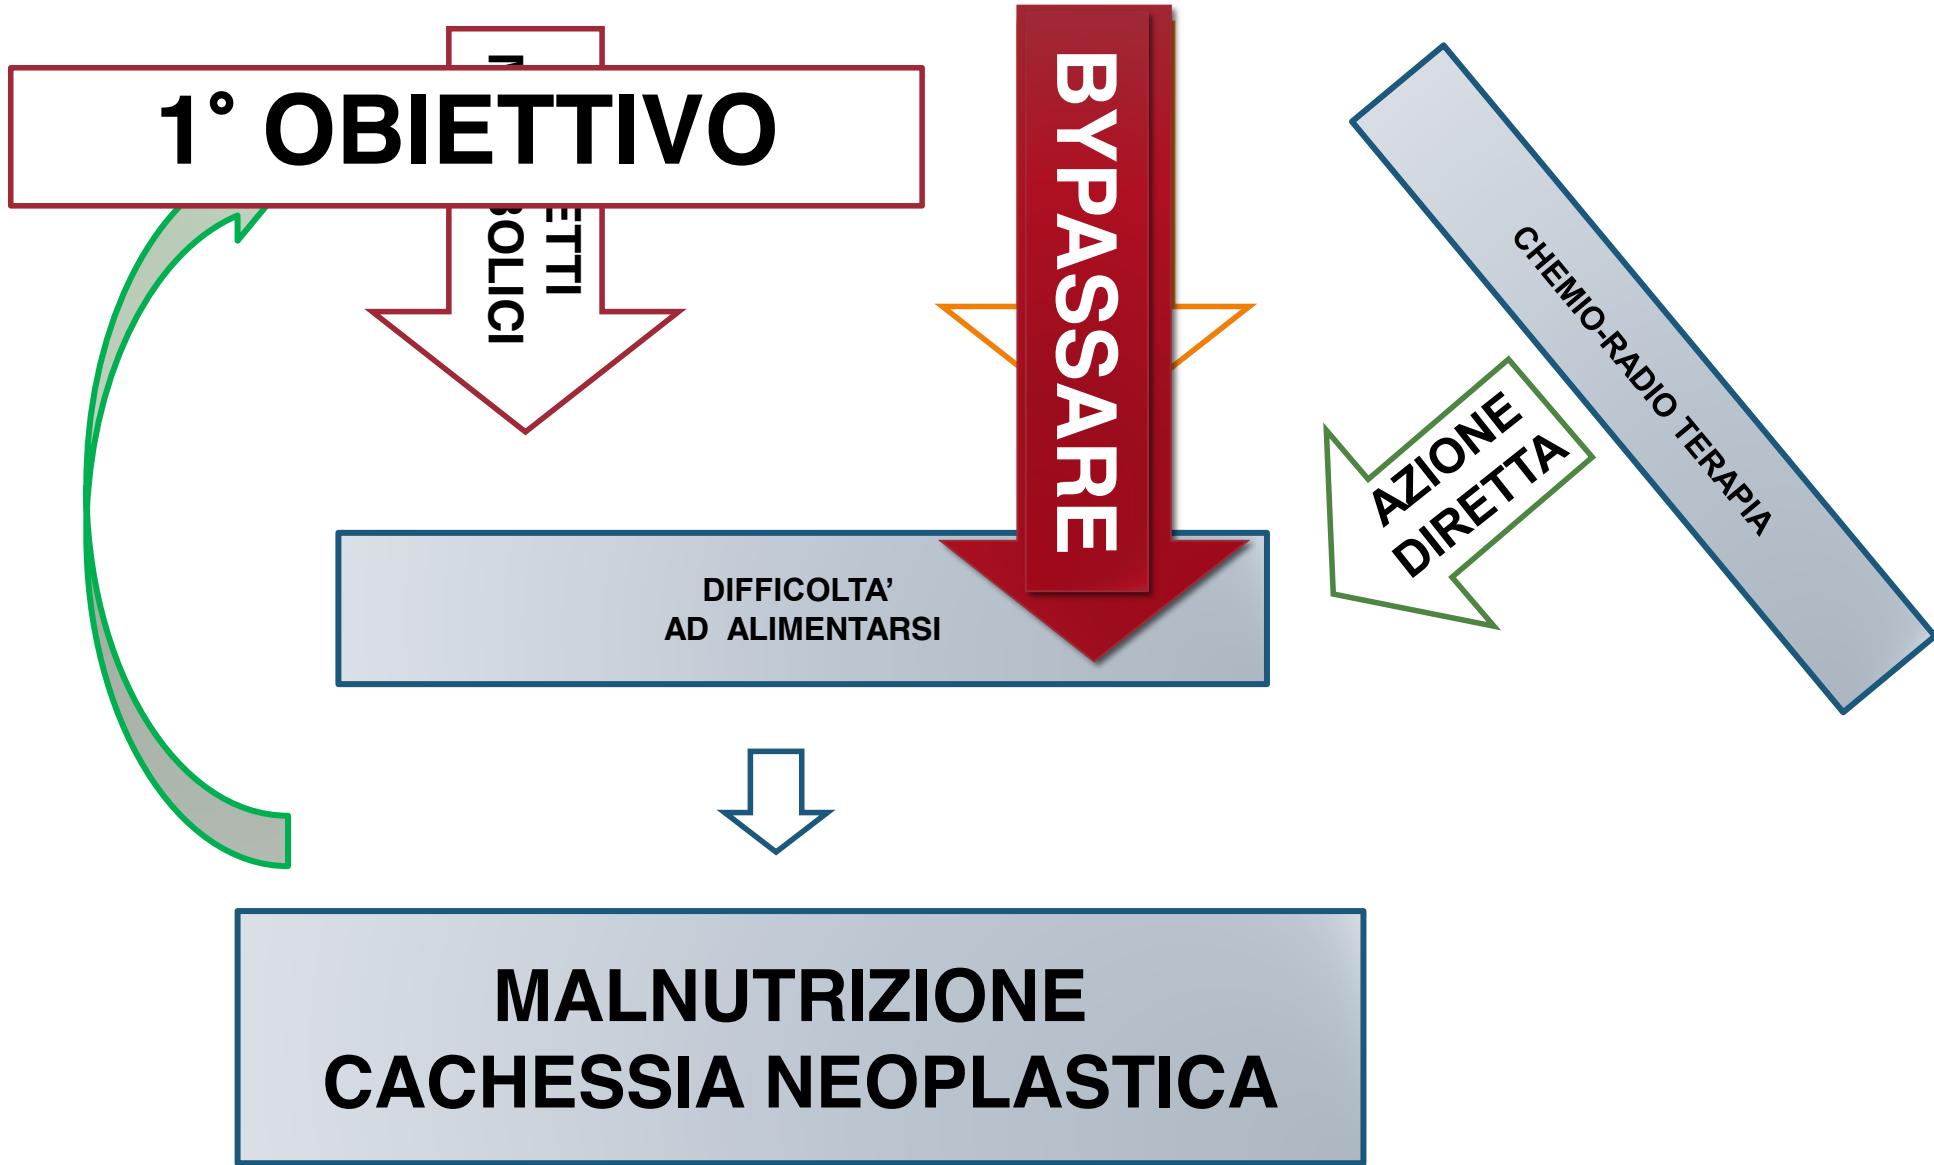 1° OBIETTIVO
BYPASSARE
CHEMIO-RADIO TERAPIA
AZIONE
DIRETTA
DIFFICOLTA’
AD ALIMENTARSI
MALNUTRIZIONE
CACHESSIA NEOPLASTICA